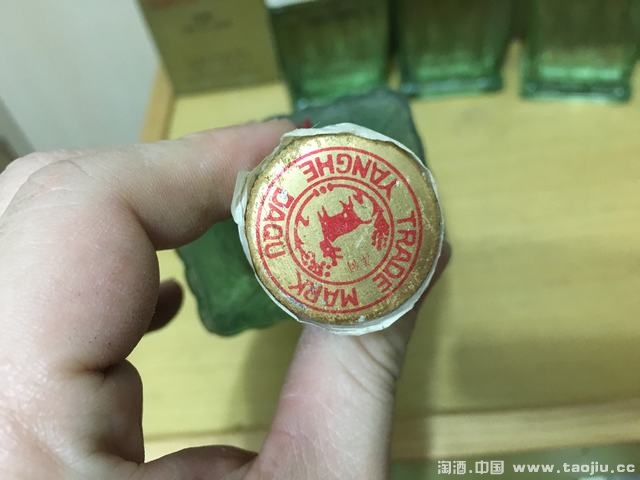 YANGHE DAQU
TRADE MARK
淘酒.中国 www.taojiu.cc